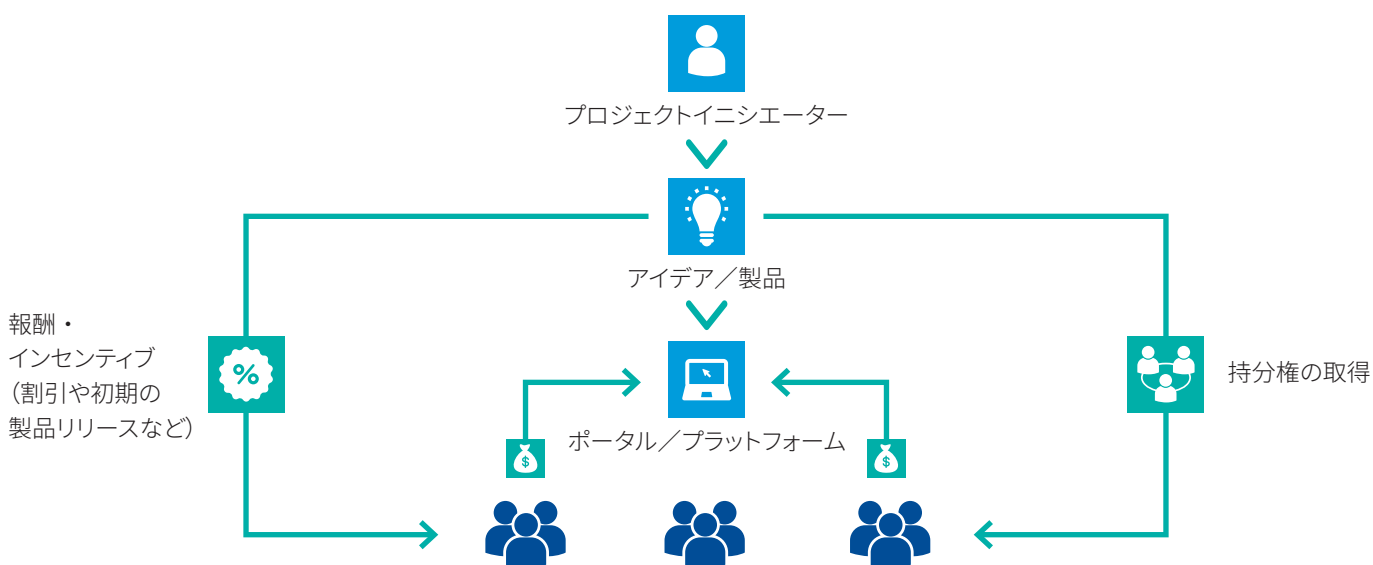 プロジェクトイニシエーター
アイデア／製品
報酬・
インセンティブ
（割引や初期の
製品リリースなど）
%
持分権の取得
ポータル／プラットフォーム
$
$